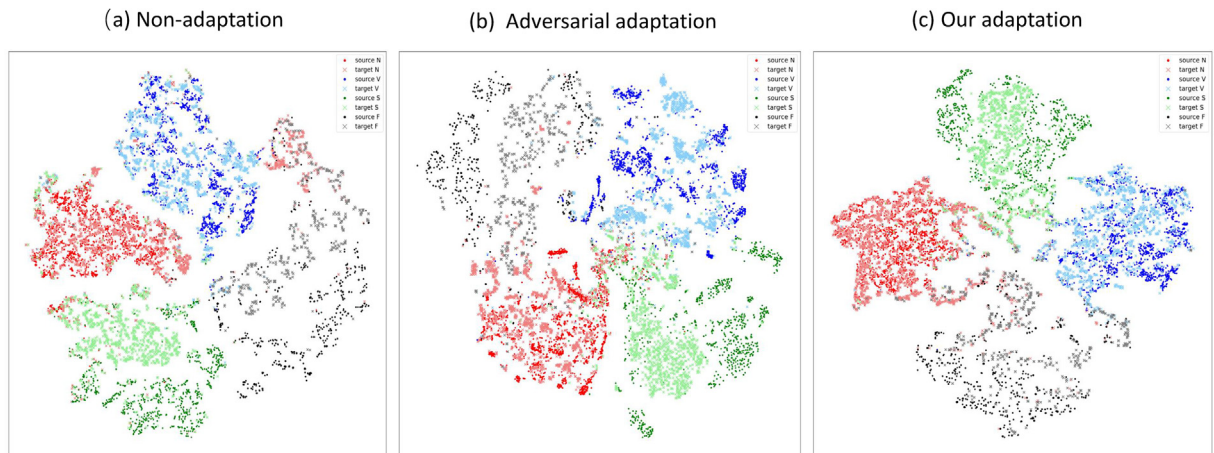 (a) Non-adaptation
(b) Adversarial adaptation
(c) Our adaptation
source N
target N
source V
target V
source S
target S
source F
target F
source N
target N
source V
target V
source S
target S
source F
target F
source N
target N
source V
target V
source S
target S
source F
target F